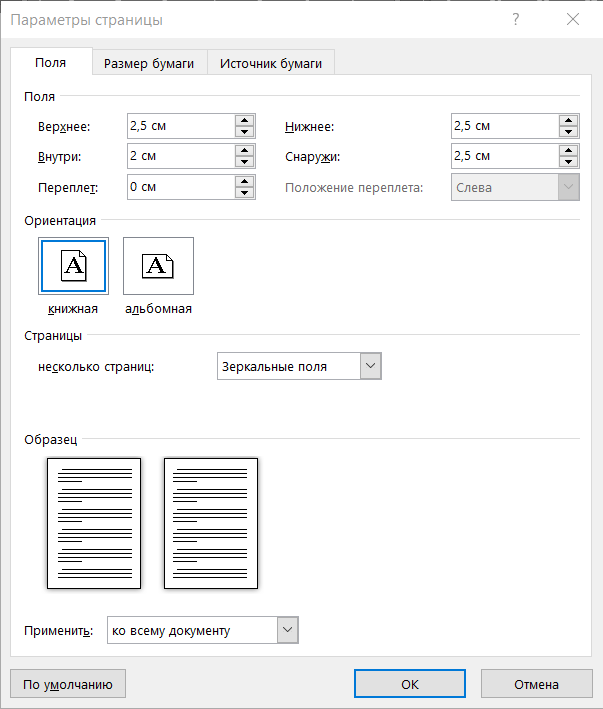 Параметры страницы ?
Поля Размер бумаги Источник бумаги
Поля
Верхнее: 2,5 см Нижнее: 2,5 см
Внутри: 2 см Снаружи: 2,5 см
Переплет: 0 см Положение переплета: Слева
Ориентация
A A
книжная альбомная
Страницы
несколько страниц: Зеркальные поля
Образец
Применить: ко всему документу
По умолчанию ОК Отмена